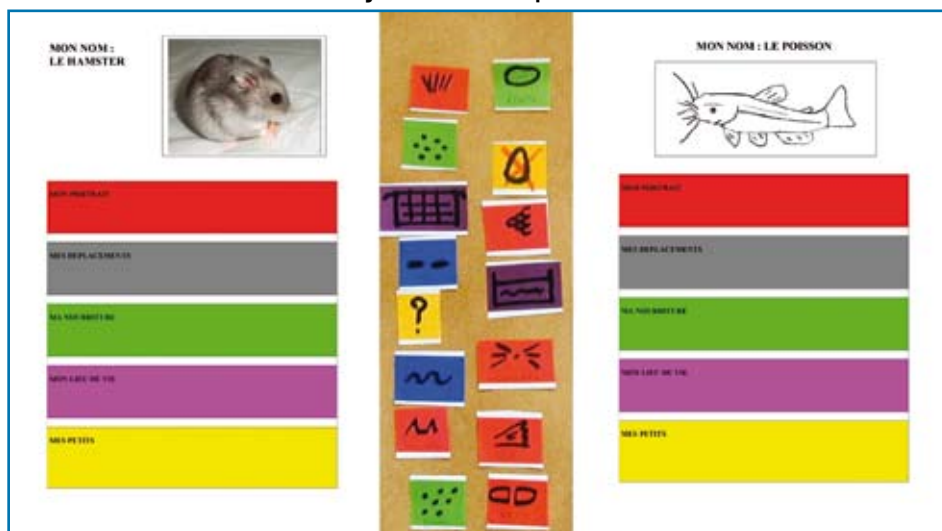 MON NOM :
LE HAMSTER
MON PORTRAIT
MES DEPLACEMENTS
MA NOURRITURE
MON LIEU DE VIE
MES PETITS
?
MON NOM : LE POISSON
MON PORTRAIT
MES DEPLACEMENTS
MA NOURRITURE
MON LIEU DE VIE
MES PETITS